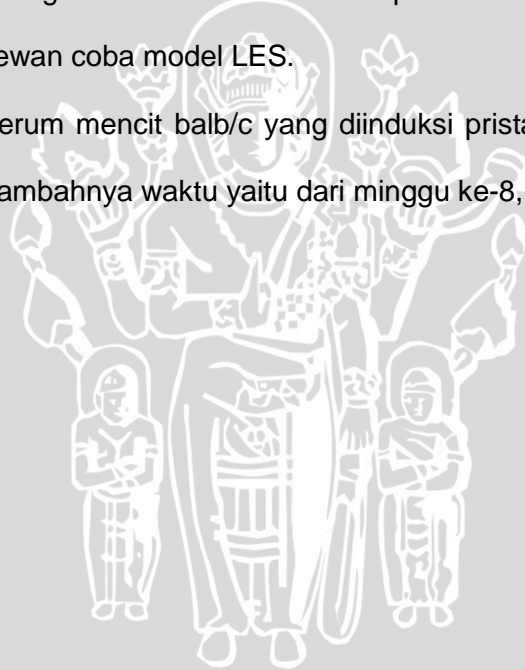 ewan coba model LES.
erum mencit balb/c yang diinduksi prista
ambahnya waktu yaitu dari minggu ke-8,